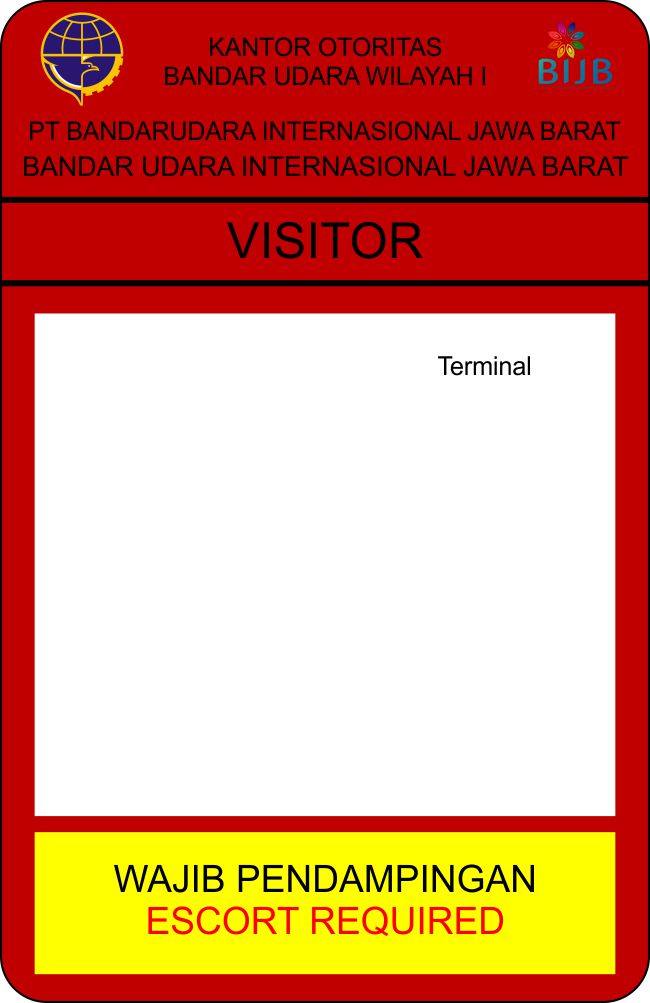 KANTOR OTORITAS
BANDAR UDARA WILAYAH I
BIJB
PT BANDARUDARA INTERNASIONAL JAWA BARAT
BANDAR UDARA INTERNASIONAL JAWA BARAT
VISITOR
Terminal
WAJIB PENDAMPINGAN
ESCORT REQUIRED